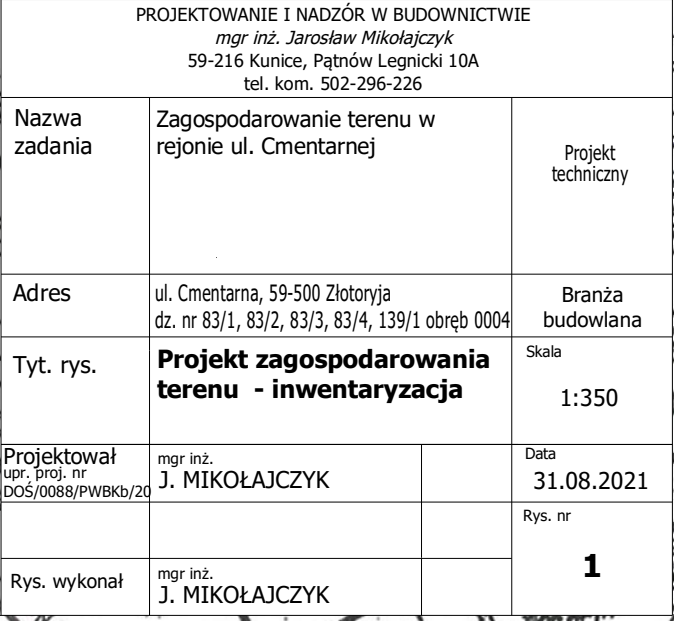 PROJEKTOWANIE I NADZÓR W BUDOWNICTWIE
mgr inż. Jarosław Mikołajczyk
59-216 Kunice, Pątnów Legnicki 10A
tel. kom. 502-296-226
Nazwa
zadania
Zagospodarowanie terenu w
rejonie ul. Cmentarnej
Projekt
techniczny
Adres
ul. Cmentarna, 59-500 Złotoryja
dz. nr 83/1, 83/2, 83/3, 83/4, 139/1 obręb 0004
Branża
budowlana
Tyt. rys.
Projekt zagospodarowania
terenu - inwentaryzacja
Skala
1:350
Projektował
upr. proj. nr
DOŚ/0088/PWBKb/20
mgr inż.
J. MIKOŁAJCZYK
Data
31.08.2021
Rys. nr
1
Rys. wykonał
mgr inż.
J. MIKOŁAJCZYK